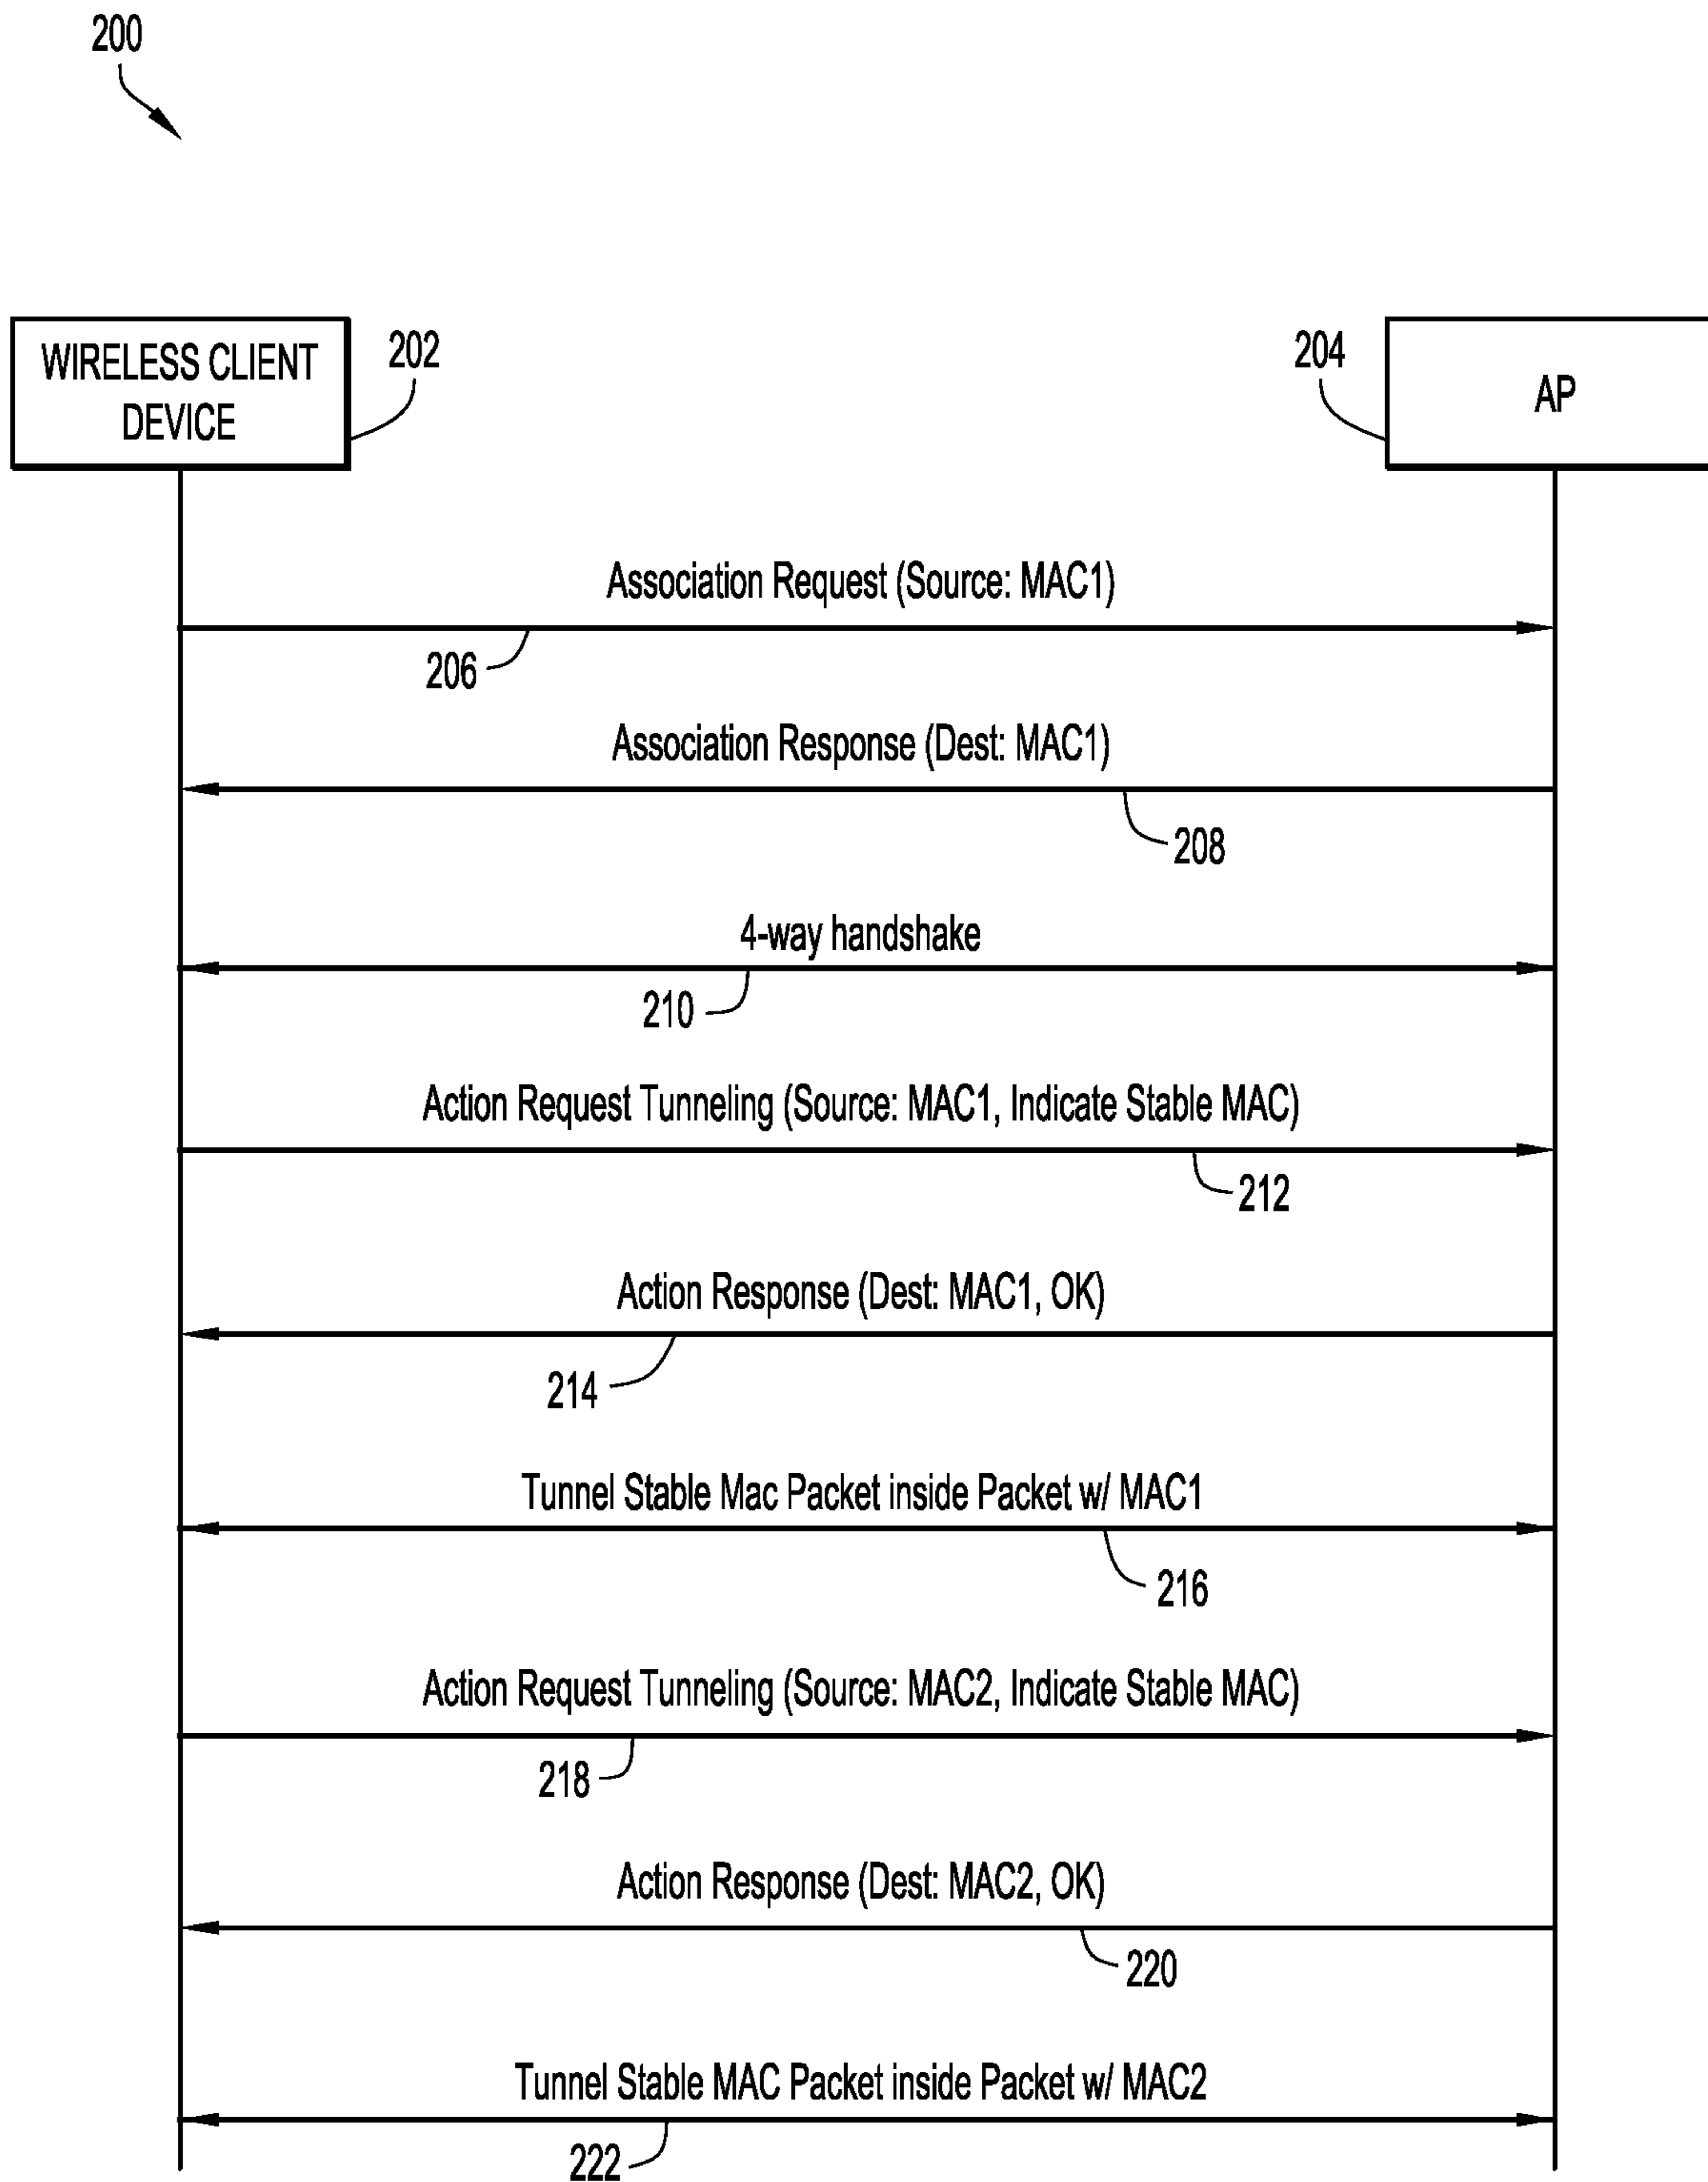 200
WIRELESS CLIENT
DEVICE
202
204
AP
Association Request (Source: MAC1)
206
Association Response (Dest: MAC1)
208
4-way handshake
210
Action Request Tunneling (Source: MAC1, Indicate Stable MAC)
212
Action Response (Dest: MAC1, OK)
214
Tunnel Stable Mac Packet inside Packet w/ MAC1
216
Action Request Tunneling (Source: MAC2, Indicate Stable MAC)
218
Action Response (Dest: MAC2, OK)
220
Tunnel Stable MAC Packet inside Packet w/ MAC2
222